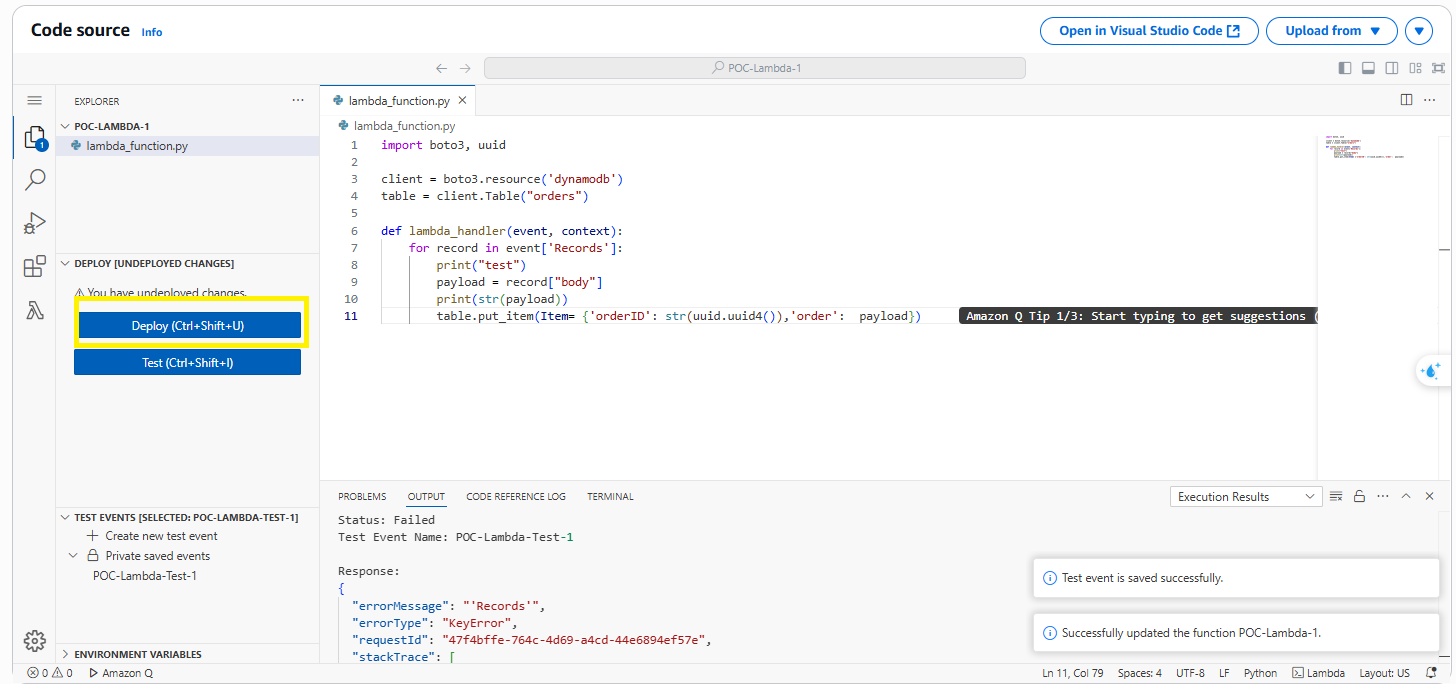 Code source Info
Open in Visual Studio Code
Upload from
POC-Lambda-1
EXPLORER
POC-LAMBDA-1
lambda_function.py
1
DEPLOY [UNDEPLOYED CHANGES]
You have undeployed changes.
Deploy (Ctrl+Shift+U)
Test (Ctrl+Shift+I)
TEST EVENTS [SELECTED: POC-LAMBDA-TEST-1]
Create new test event
Private saved events
POC-Lambda-Test-1
ENVIRONMENT VARIABLES
lambda_function.py
lambda_function.py
1 import boto3, uuid
2
3 client = boto3.resource('dynamodb')
4 table = client.Table("orders")
5
6 def lambda_handler(event, context):
7 for record in event['Records']:
8 print("test")
9 payload = record["body"]
10 print(str(payload))
11 table.put_item(Item= {'orderID': str(uuid.uuid4()),'order': payload})
Amazon Q Tip 1/3: Start typing to get suggestions (
PROBLEMS OUTPUT CODE REFERENCE LOG TERMINAL
Execution Results
Status: Failed
Test Event Name: POC-Lambda-Test-1
Response:
{
"errorMessage": "'Records'",
"errorType": "KeyError",
"requestId": "47f4bffe-764c-4d69-a4cd-44e6894ef57e",
"stackTrace": [
Test event is saved successfully.
Successfully updated the function POC-Lambda-1.
0 0 Amazon Q
Ln 11, Col 79 Spaces: 4 UTF-8 LF Python Lambda Layout: US